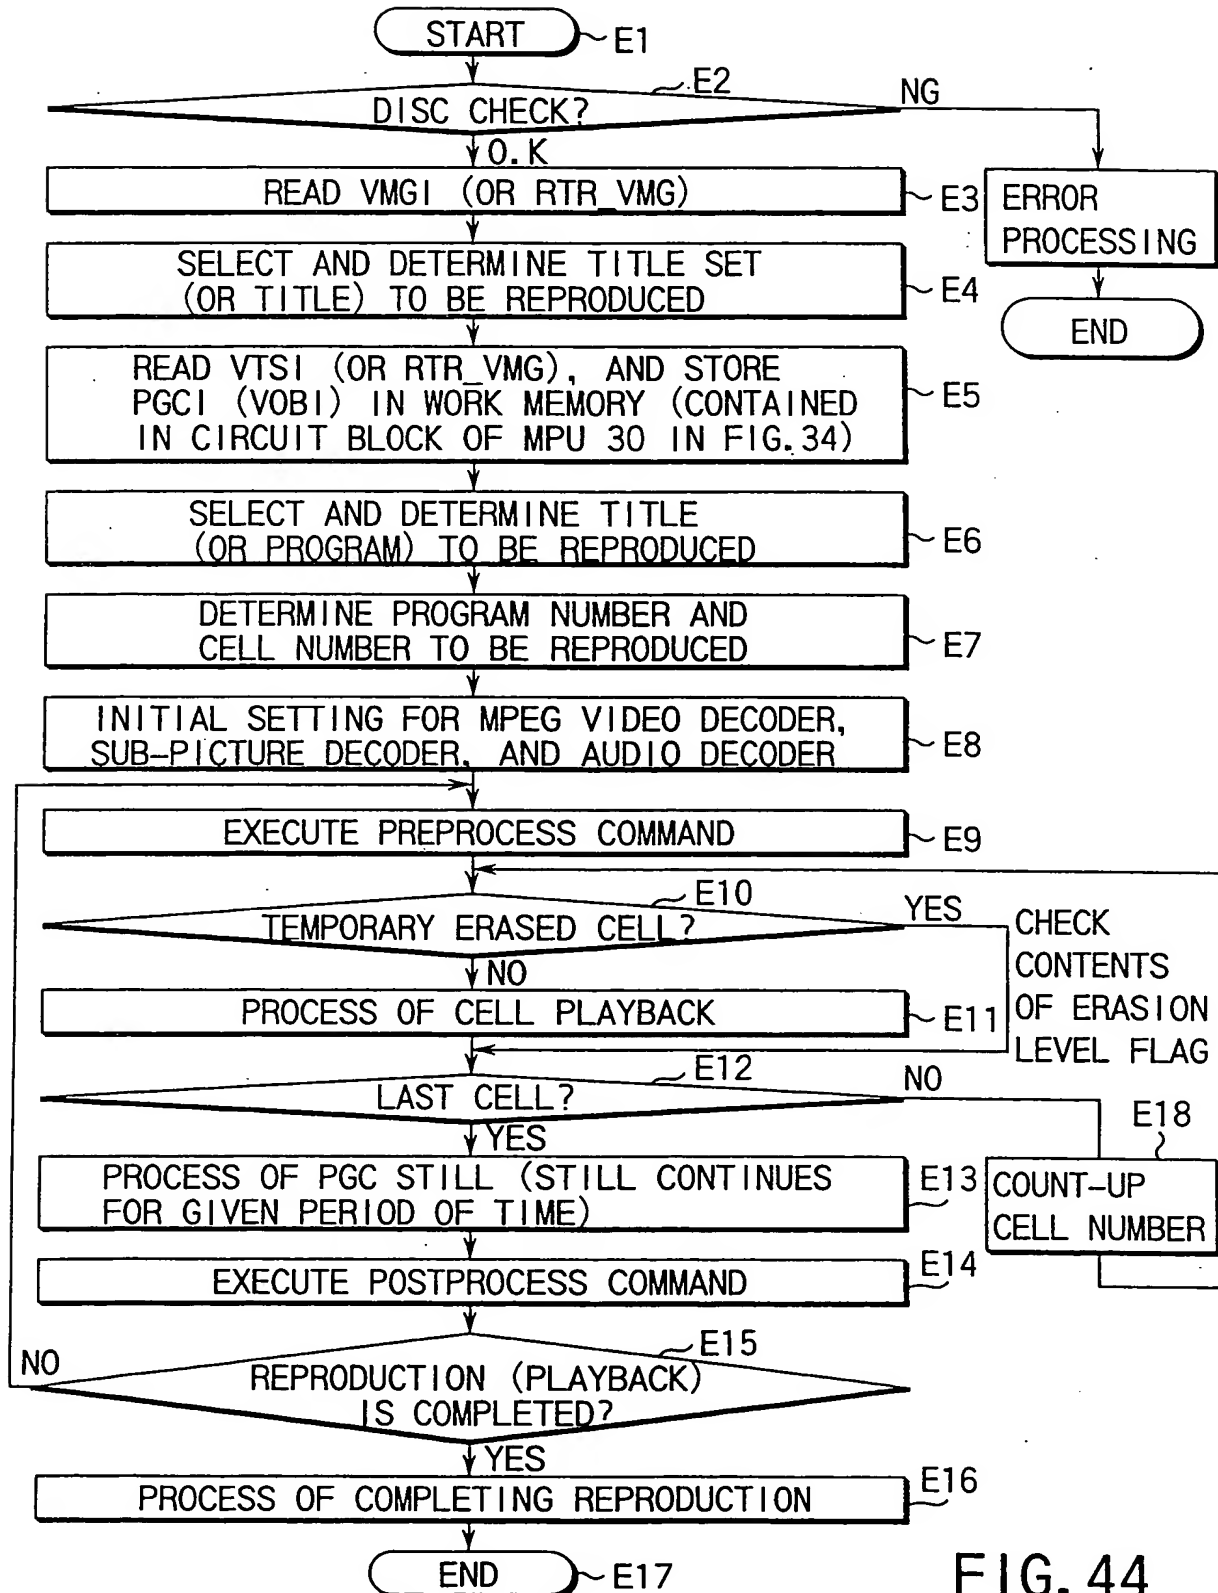 START
E1
E2
DISC CHECK?
NG
O.K
READ VMGI (OR RTR_VMG)
E3
ERROR
PROCESSING
END
SELECT AND DETERMINE TITLE SET
(OR TITLE) TO BE REPRODUCED
E4
READ VTSI (OR RTR_VMG), AND STORE
PGCI (VOBI) IN WORK MEMORY (CONTAINED
IN CIRCUIT BLOCK OF MPU 30 IN FIG.34)
E5
SELECT AND DETERMINE TITLE
(OR PROGRAM) TO BE REPRODUCED
E6
DETERMINE PROGRAM NUMBER AND
CELL NUMBER TO BE REPRODUCED
E7
INITIAL SETTING FOR MPEG VIDEO DECODER,
SUB-PICTURE DECODER, AND AUDIO DECODER
E8
EXECUTE PREPROCESS COMMAND
E9
E10
TEMPORARY ERASED CELL?
YES
NO
CHECK
CONTENTS
OF ERASION
LEVEL FLAG
PROCESS OF CELL PLAYBACK
E11
E12
LAST CELL?
NO
YES
E18
COUNT-UP
CELL NUMBER
PROCESS OF PGC STILL (STILL CONTINUES
FOR GIVEN PERIOD OF TIME)
E13
EXECUTE POSTPROCESS COMMAND
E14
E15
NO
REPRODUCTION (PLAYBACK)
IS COMPLETED?
YES
PROCESS OF COMPLETING REPRODUCTION
E16
END
E17
FIG. 44